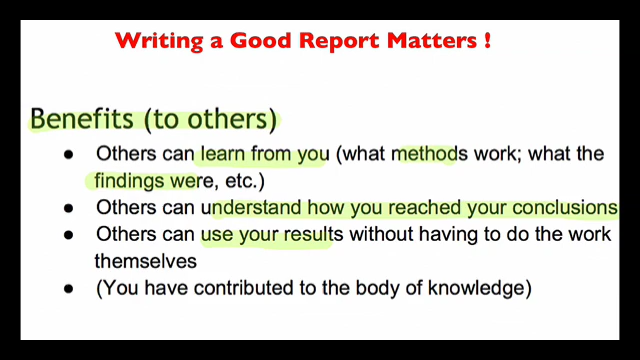 Writing a Good Report Matters !
Benefits (to others)
● Others can learn from you (what methods work; what the
findings were, etc.)
● Others can understand how you reached your conclusions
● Others can use your results without having to do the work
themselves
● (You have contributed to the body of knowledge)